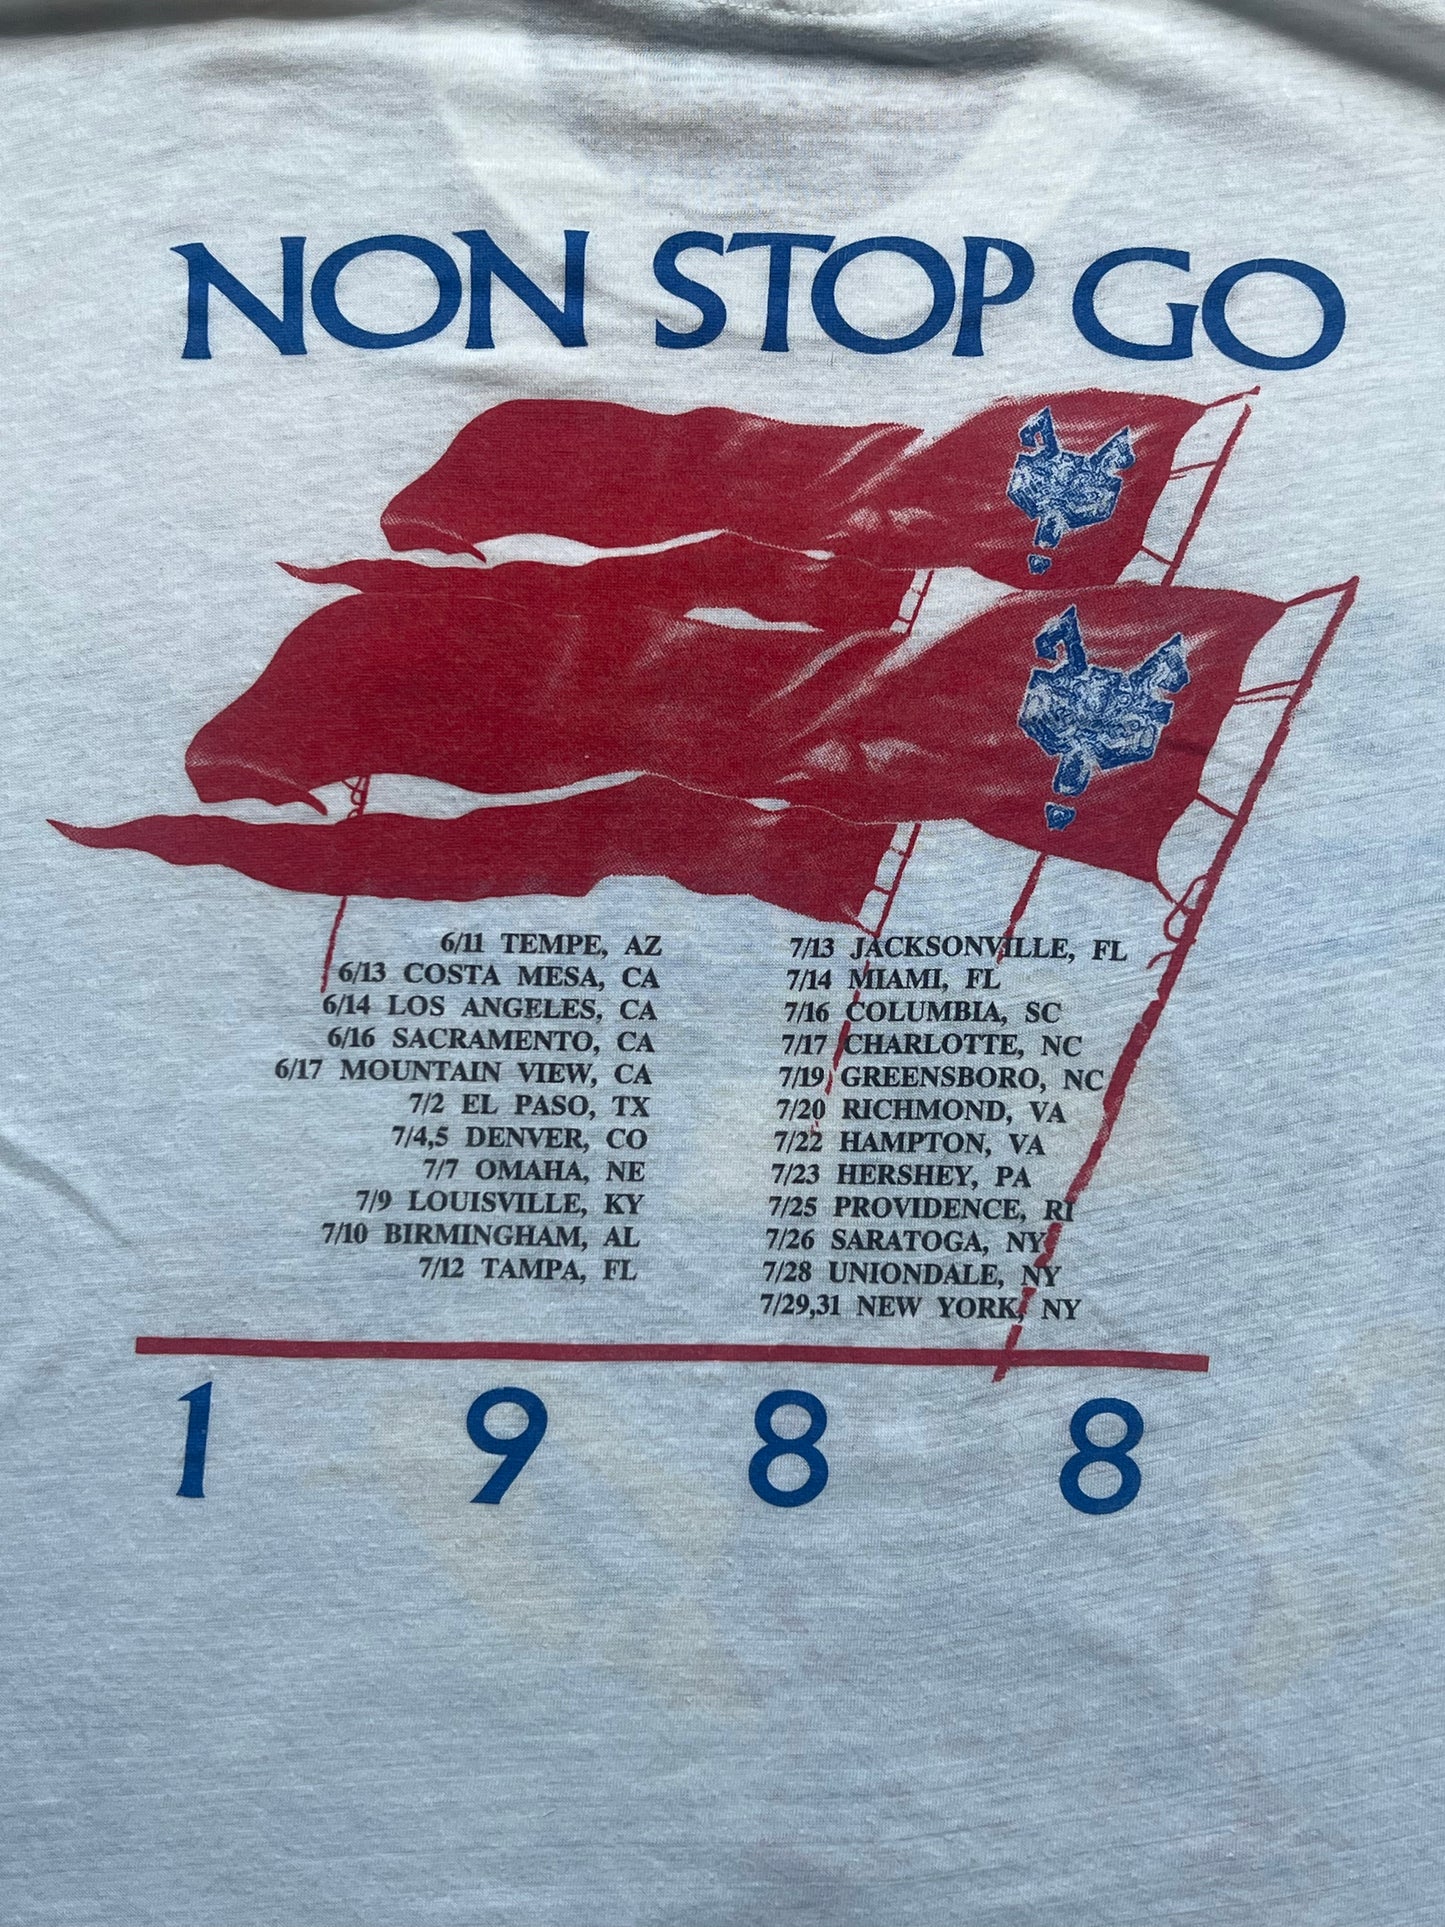 NON STOP GO
6/11 TEMPE, AZ
6/13 COSTA MESA, CA
6/14 LOS ANGELES, CA
6/16 SACRAMENTO, CA
6/17 MOUNTAIN VIEW, CA
7/2 EL PASO, TX
7/4,5 DENVER, CO
7/7 OMAHA, NE
7/9 LOUISVILLE, KY
7/10 BIRMINGHAM, AL
7/12 TAMPA, FL
7/13 JACKSONVILLE, FL
7/14 MIAMI, FL
7/16 COLUMBIA, SC
7/17 CHARLOTTE, NC
7/19 GREENSBORO, NC
7/20 RICHMOND, VA
7/22 HAMPTON, VA
7/23 HERSHEY, PA
7/25 PROVIDENCE, RI
7/26 SARATOGA, NY
7/28 UNIONDALE, NY
7/29,31 NEW YORK, NY
1 9 8 8